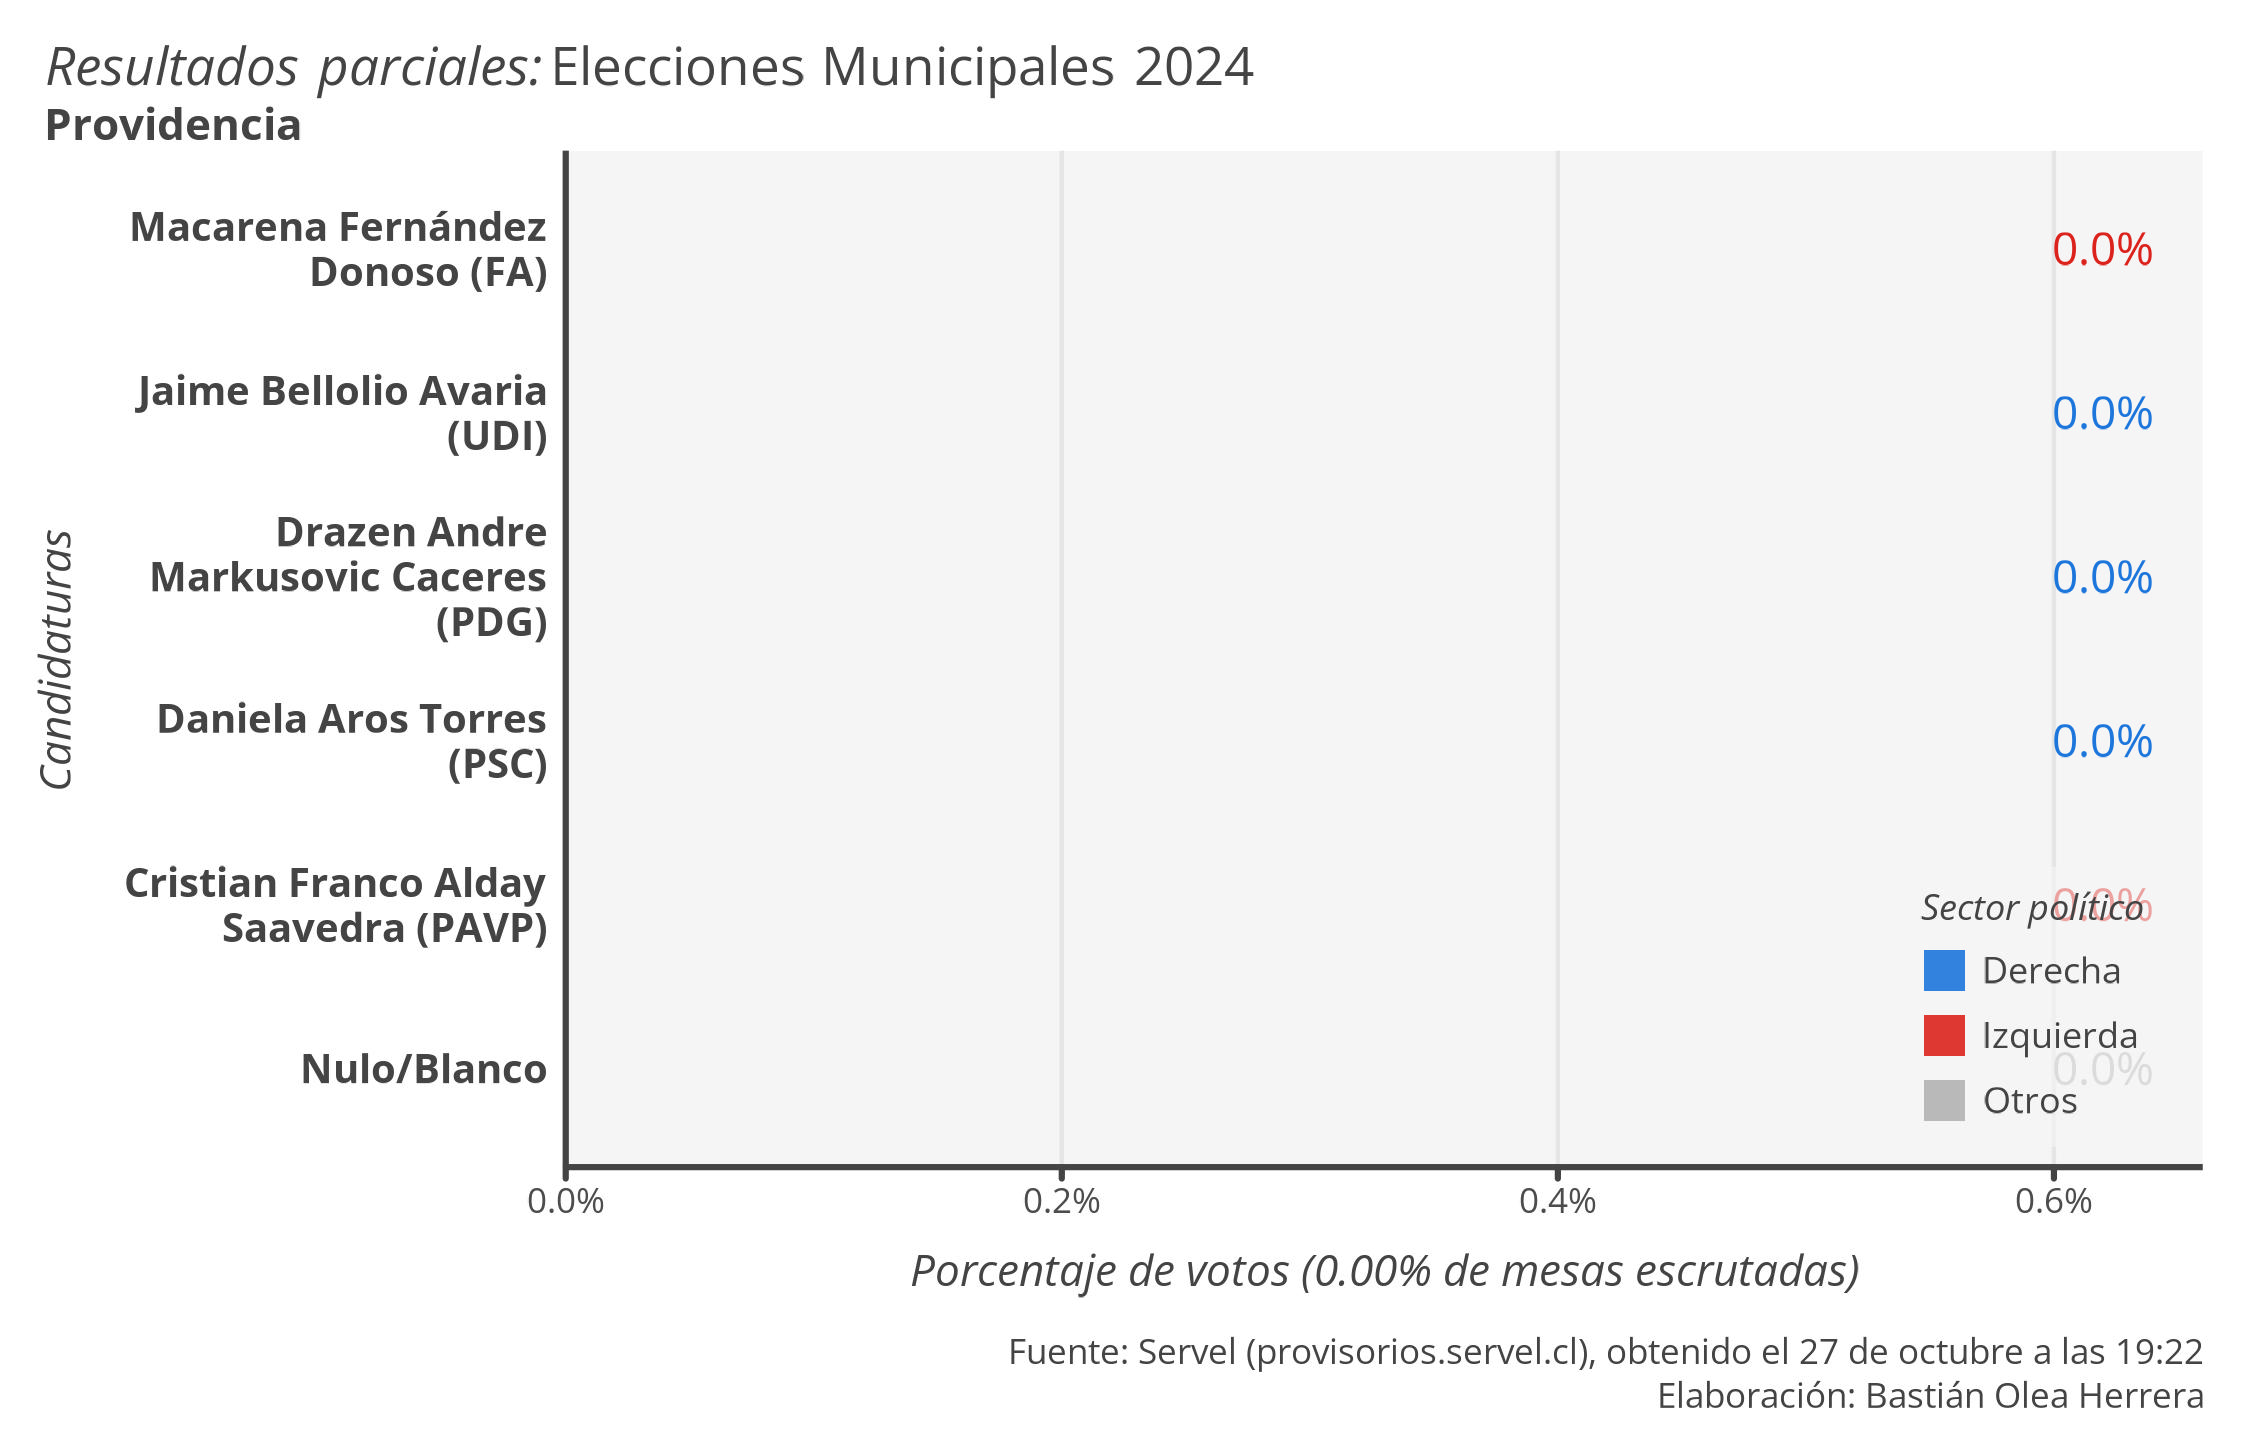 Resultados parciales: Elecciones Municipales 2024
Providencia
Candidaturas
Macarena Fernández
Donoso (FA)
0.0%
Jaime Bellolio Avaria
(UDI)
0.0%
Drazen Andre
Markusovic Caceres
(PDG)
0.0%
Daniela Aros Torres
(PSC)
0.0%
Cristian Franco Alday
Saavedra (PAVP)
0.0%
Nulo/Blanco
0.0%
Sector político
Derecha
Izquierda
Otros
0.0% 0.2% 0.4% 0.6%
Porcentaje de votos (0.00% de mesas escrutadas)
Fuente: Servel (provisorios.servel.cl), obtenido el 27 de octubre a las 19:22
Elaboración: Bastián Olea Herrera